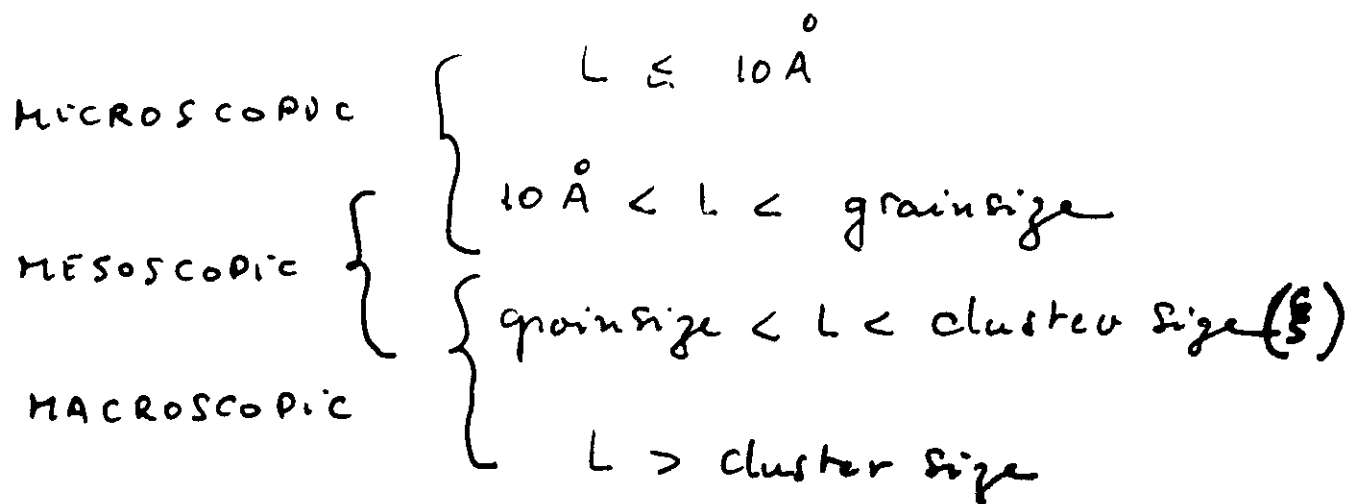 L ≤ 10 Å
MICROSCOPIC
10 Å < L < grainsize
MESOSCOPIC
grainsize < L < cluster size (ξ)
MACROSCOPIC
L > cluster size